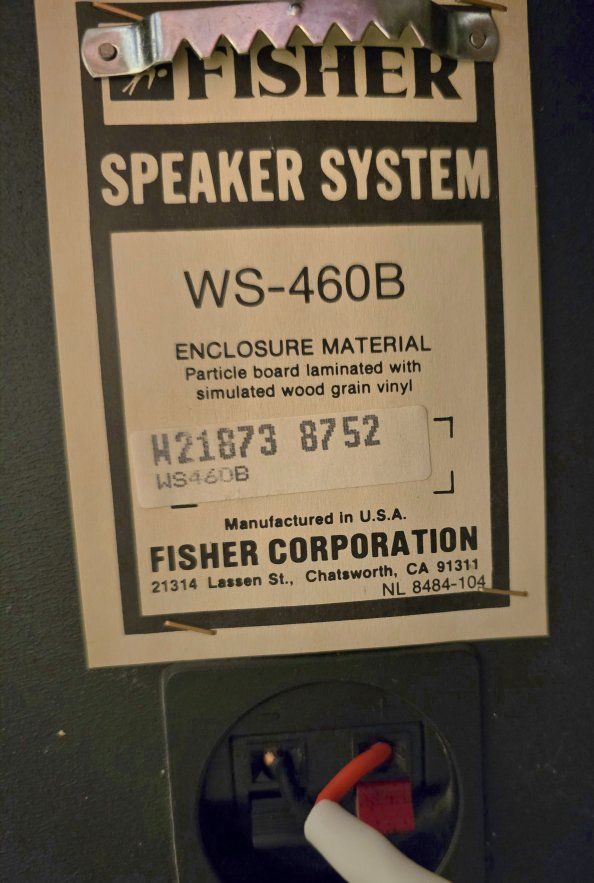 FISHER
SPEAKER SYSTEM
WS-460B
ENCLOSURE MATERIAL
Particle board laminated with
simulated wood grain vinyl
H21873 8752
WS460B
Manufactured in U.S.A.
FISHER CORPORATION
21314 Lassen St., Chatsworth, CA 91311
NL 8484-104